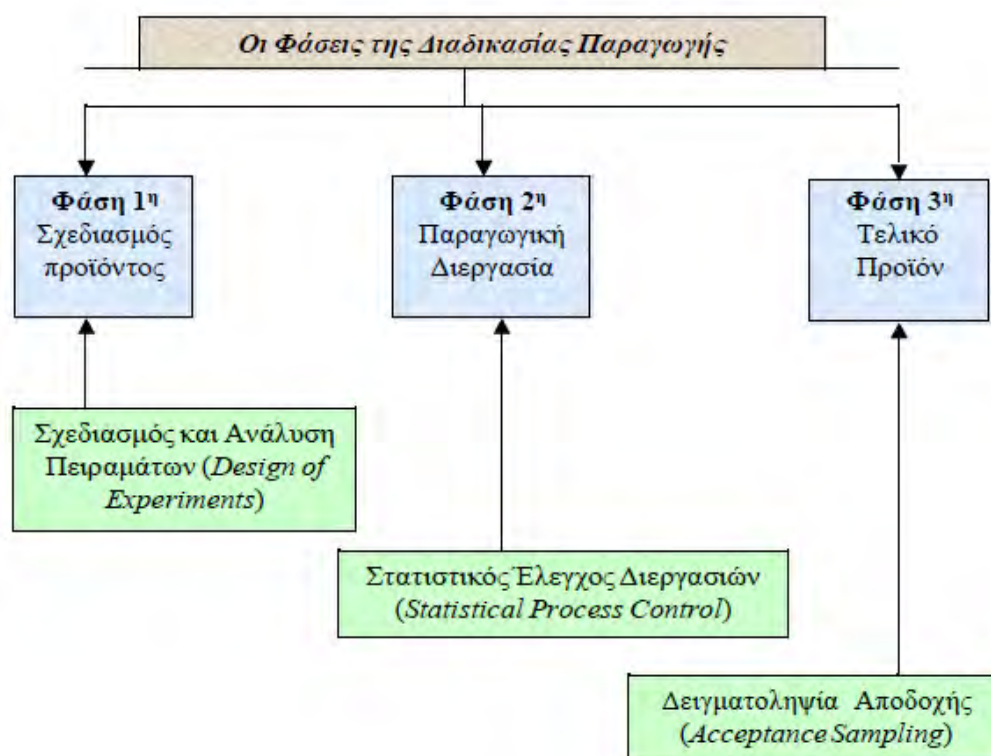 Οι Φάσεις της Διαδικασίας Παραγωγής
Φάση 1η
Σχεδιασμός
προϊόντος
Φάση 2η
Παραγωγική
Διεργασία
Φάση 3η
Τελικό
Προϊόν
Σχεδιασμός και Ανάλυση
Πειραμάτων (Design of
Experiments)
Στατιστικός Έλεγχος Διεργασιών
(Statistical Process Control)
Δειγματοληψία Αποδοχής
(Acceptance Sampling)